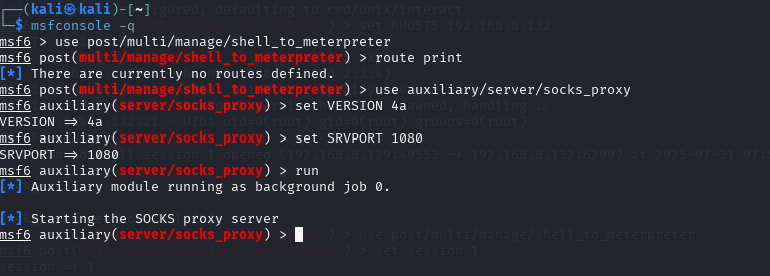 (kali㉿kali)-[~]
$ msfconsole -q
msf6 > use post/multi/manage/shell_to_meterpreter
msf6 post(multi/manage/shell_to_meterpreter) > route print
[*] There are currently no routes defined.
msf6 post(multi/manage/shell_to_meterpreter) > use auxiliary/server/socks_proxy
msf6 auxiliary(server/socks_proxy) > set VERSION 4a
VERSION => 4a
msf6 auxiliary(server/socks_proxy) > set SRVPORT 1080
SRVPORT => 1080
msf6 auxiliary(server/socks_proxy) > run
[*] Auxiliary module running as background job 0.
[*] Starting the SOCKS proxy server
msf6 auxiliary(server/socks_proxy) >